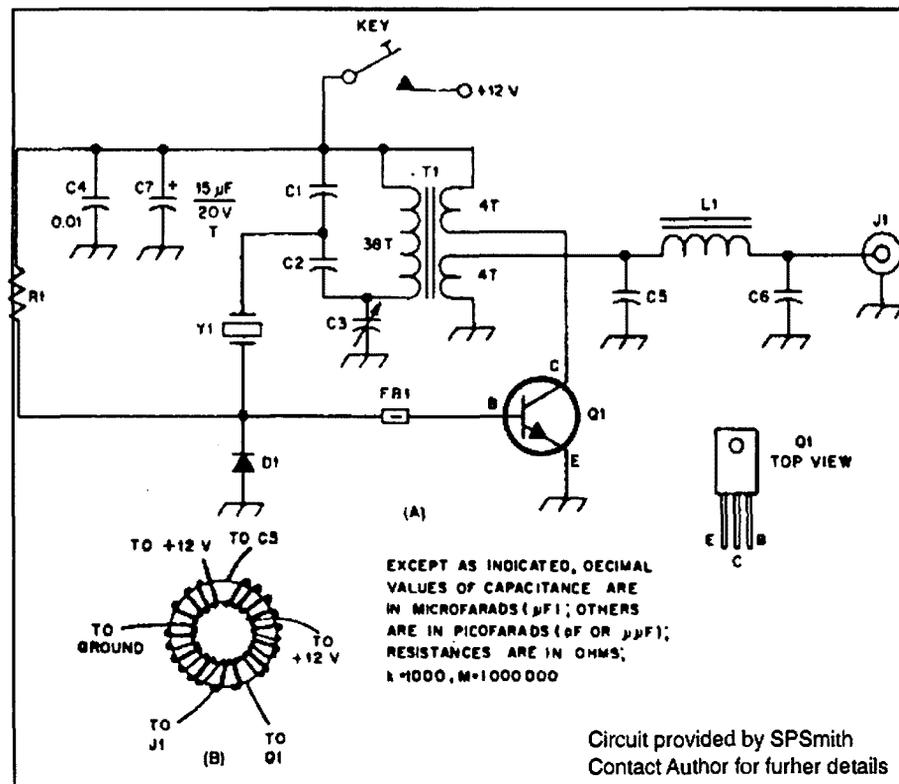 KEY
+12 V
C4
0.01
C7
+
15 µF
20 V
T
C1
C2
C3
T1
38T
4T
4T
L1
J1
C5
C6
R1
Y1
FB1
B
C
E
Q1
D1
(A)
Q1
TOP VIEW
E
C
B
TO +12 V
TO C5
TO
GROUND
TO
+12 V
TO
J1
TO
Q1
(B)
EXCEPT AS INDICATED, DECIMAL
VALUES OF CAPACITANCE ARE
IN MICROFARADS (µF); OTHERS
ARE IN PICOFARADS (pF OR µµF);
RESISTANCES ARE IN OHMS;
k=1000, M=1000000
Circuit provided by SPSmith
Contact Author for furher details